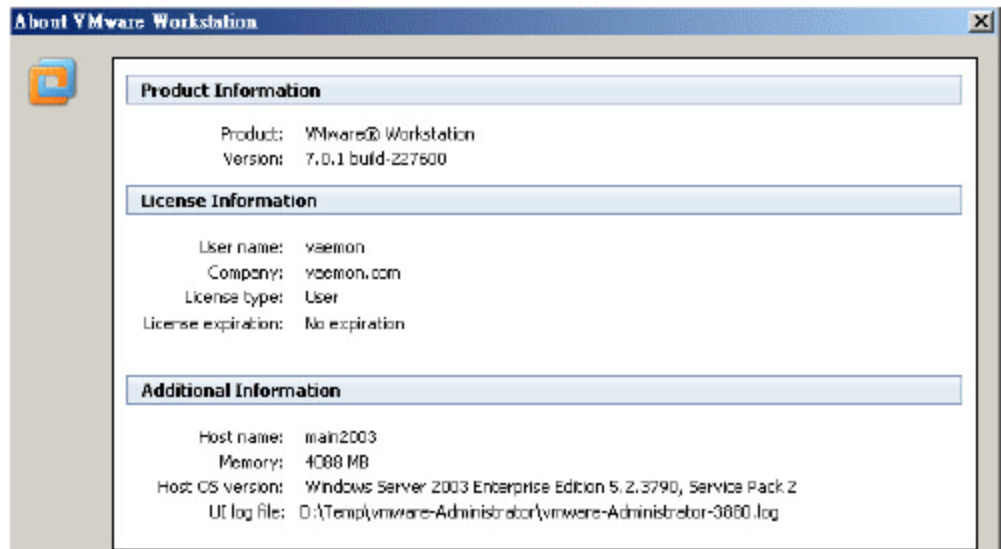 About VMware Workstation
Product Information
Product: VMware® Workstation
Version: 7.0.1 build-227600
License Information
User name: yaemon
Company: yaemon.com
License type: User
License expiration: No expiration
Additional Information
Host name: main2003
Memory: 4088 MB
Host OS version: Windows Server 2003 Enterprise Edition 5.2.3790, Service Pack 2
UI log file: D:\Temp\vmware-Administrator\vmware-Administrator-3880.log